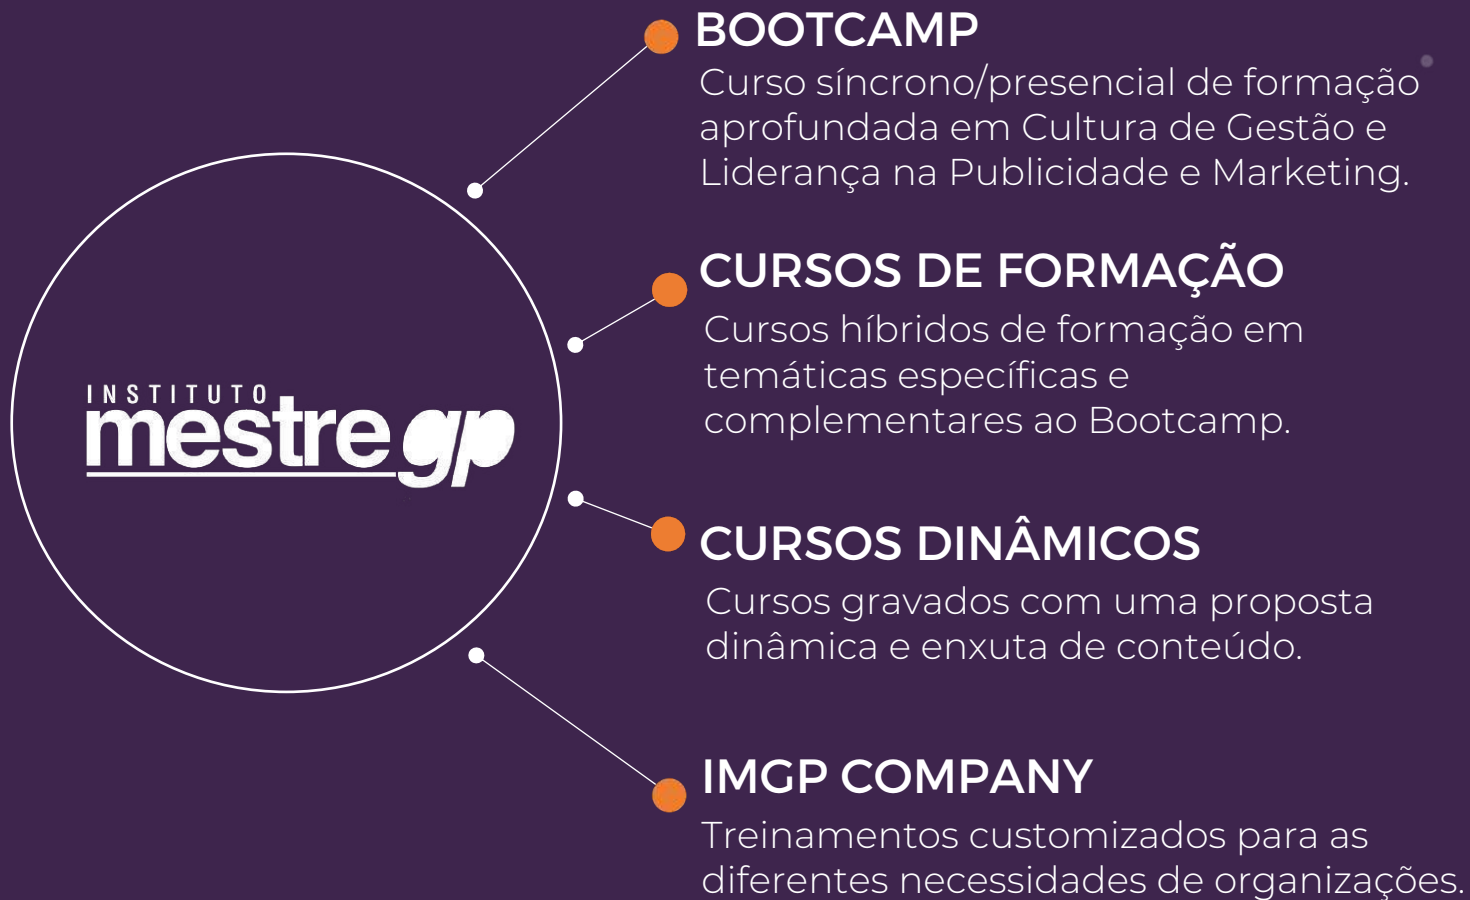 BOOTCAMP
Curso síncrono/presencial de formação
aprofundada em Cultura de Gestão e
Liderança na Publicidade e Marketing.
CURSOS DE FORMAÇÃO
Cursos híbridos de formação em
temáticas específicas e
complementares ao Bootcamp.
INSTITUTO
mestre gp
CURSOS DINÂMICOS
Cursos gravados com uma proposta
dinâmica e enxuta de conteúdo.
IMGP COMPANY
Treinamentos customizados para as
diferentes necessidades de organizações.